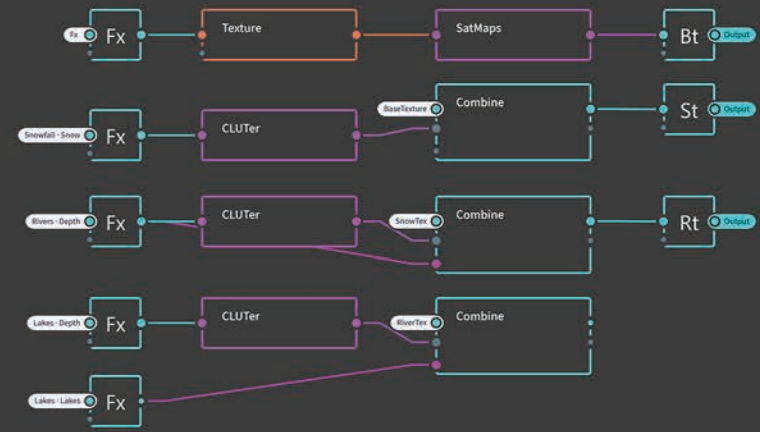 Fx Fx Texture SatMaps Bt Output
Snowfall - Snow Fx CLUTer BaseTexture Combine St Output
Rivers - Depth Fx CLUTer SnowTex Combine Rt Output
Lakes - Depth Fx CLUTer RiverTex Combine
Lakes - Lakes Fx